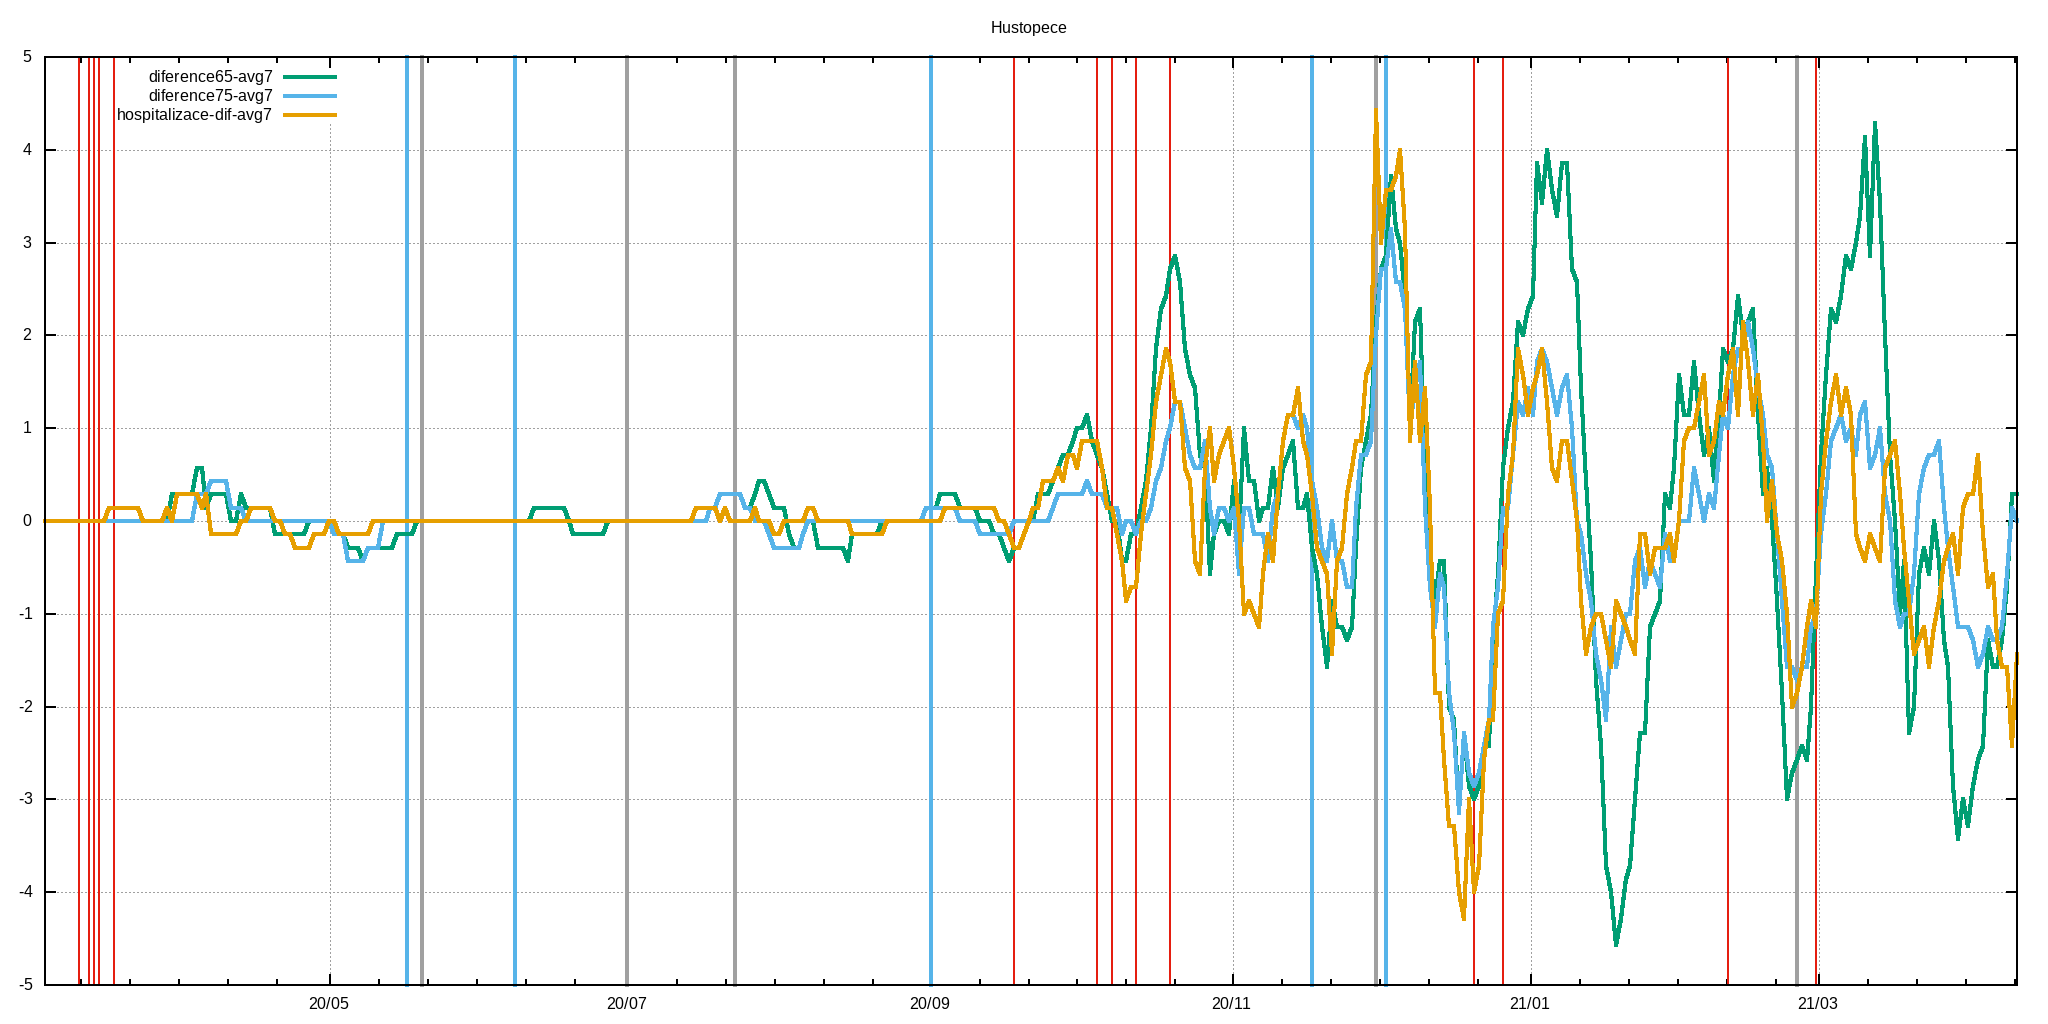 Hustopece
diference65-avg7
diference75-avg7
hospitalizace-dif-avg7
5
4
3
2
1
0
-1
-2
-3
-4
-5
20/05 20/07 20/09 20/11 21/01 21/03